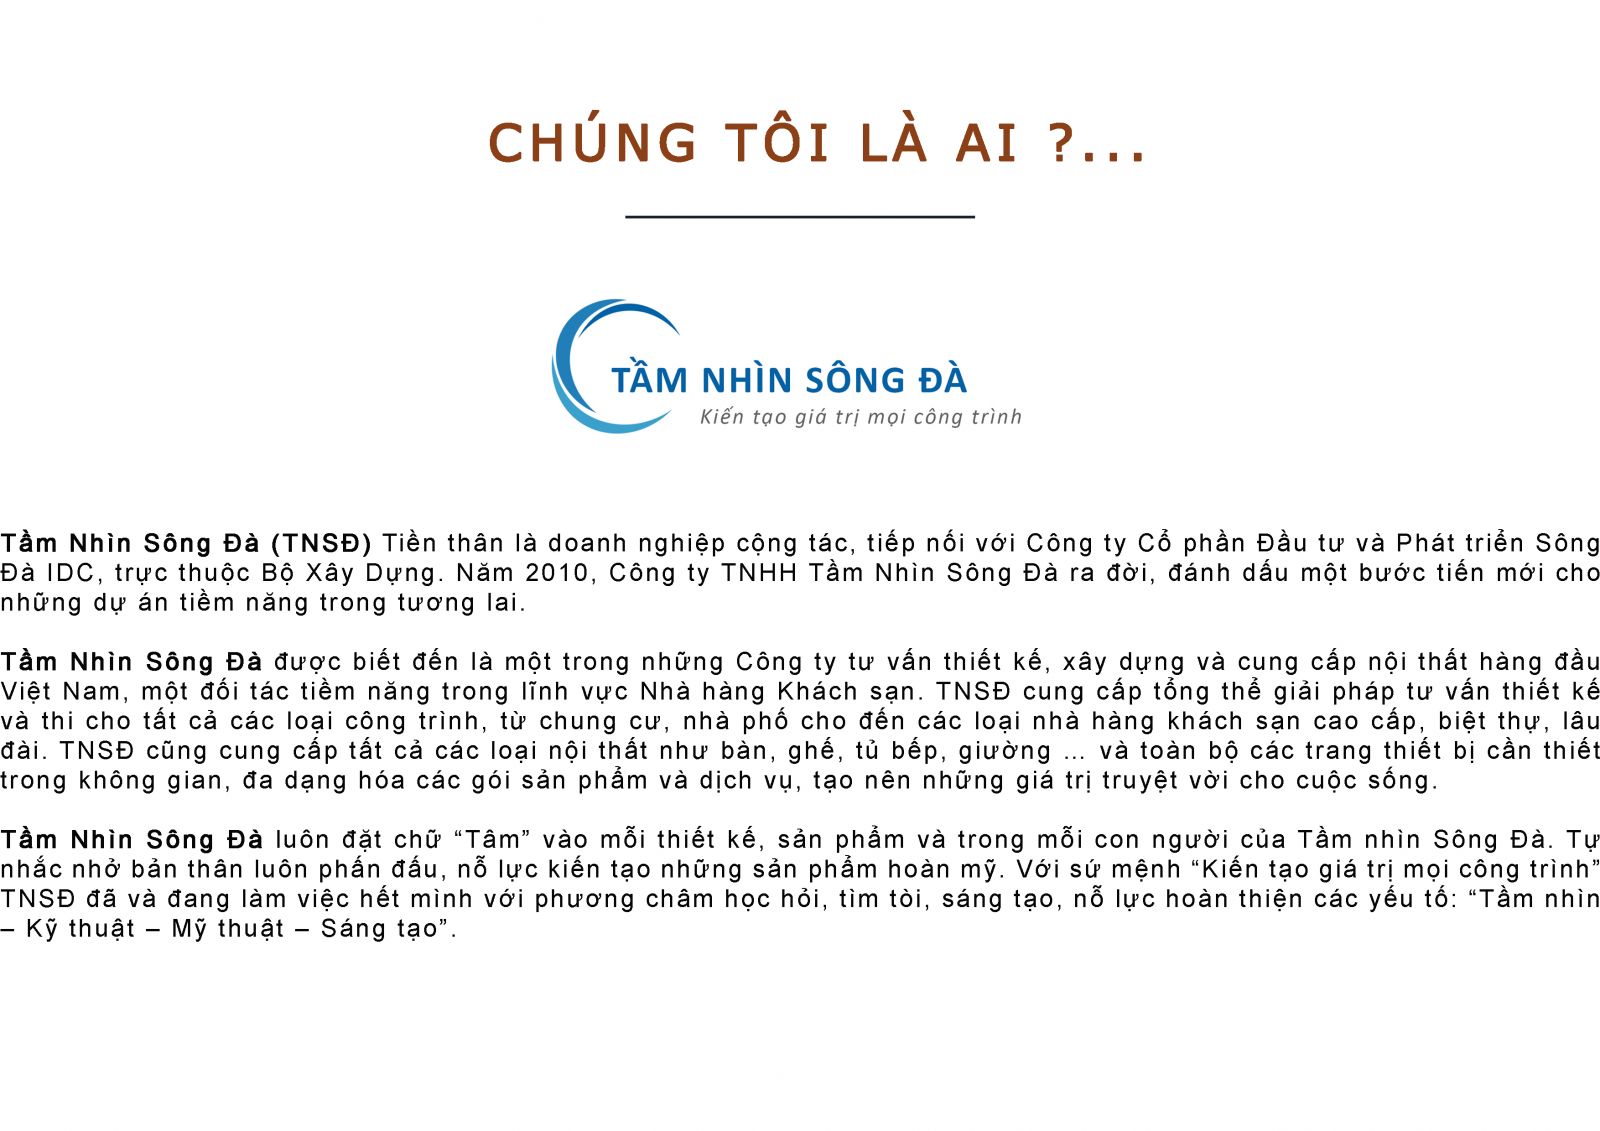 CHÚNG TÔI LÀ AI ?...
TẦM NHÌN SÔNG ĐÀ
Kiến tạo giá trị mọi công trình
Tầm Nhìn Sông Đà (TNSĐ) Tiền thân là doanh nghiệp cộng tác, tiếp nối với Công ty Cổ phần Đầu tư và Phát triển Sông
Đà IDC, trực thuộc Bộ Xây Dựng. Năm 2010, Công ty TNHH Tầm Nhìn Sông Đà ra đời, đánh dấu một bước tiến mới cho
những dự án tiềm năng trong tương lai.
Tầm Nhìn Sông Đà được biết đến là một trong những Công ty tư vấn thiết kế, xây dựng và cung cấp nội thất hàng đầu
Việt Nam, một đối tác tiềm năng trong lĩnh vực Nhà hàng Khách sạn. TNSĐ cung cấp tổng thể giải pháp tư vấn thiết kế
và thi cho tất cả các loại công trình, từ chung cư, nhà phố cho đến các loại nhà hàng khách sạn cao cấp, biệt thự, lâu
đài. TNSĐ cũng cung cấp tất cả các loại nội thất như bàn, ghế, tủ bếp, giường ... và toàn bộ các trang thiết bị cần thiết
trong không gian, đa dạng hóa các gói sản phẩm và dịch vụ, tạo nên những giá trị truyệt vời cho cuộc sống.
Tầm Nhìn Sông Đà luôn đặt chữ “Tâm” vào mỗi thiết kế, sản phẩm và trong mỗi con người của Tầm nhìn Sông Đà. Tự
nhắc nhở bản thân luôn phấn đấu, nỗ lực kiến tạo những sản phẩm hoàn mỹ. Với sứ mệnh “Kiến tạo giá trị mọi công trình”
TNSĐ đã và đang làm việc hết mình với phương châm học hỏi, tìm tòi, sáng tạo, nỗ lực hoàn thiện các yếu tố: “Tầm nhìn
– Kỹ thuật – Mỹ thuật – Sáng tạo”.